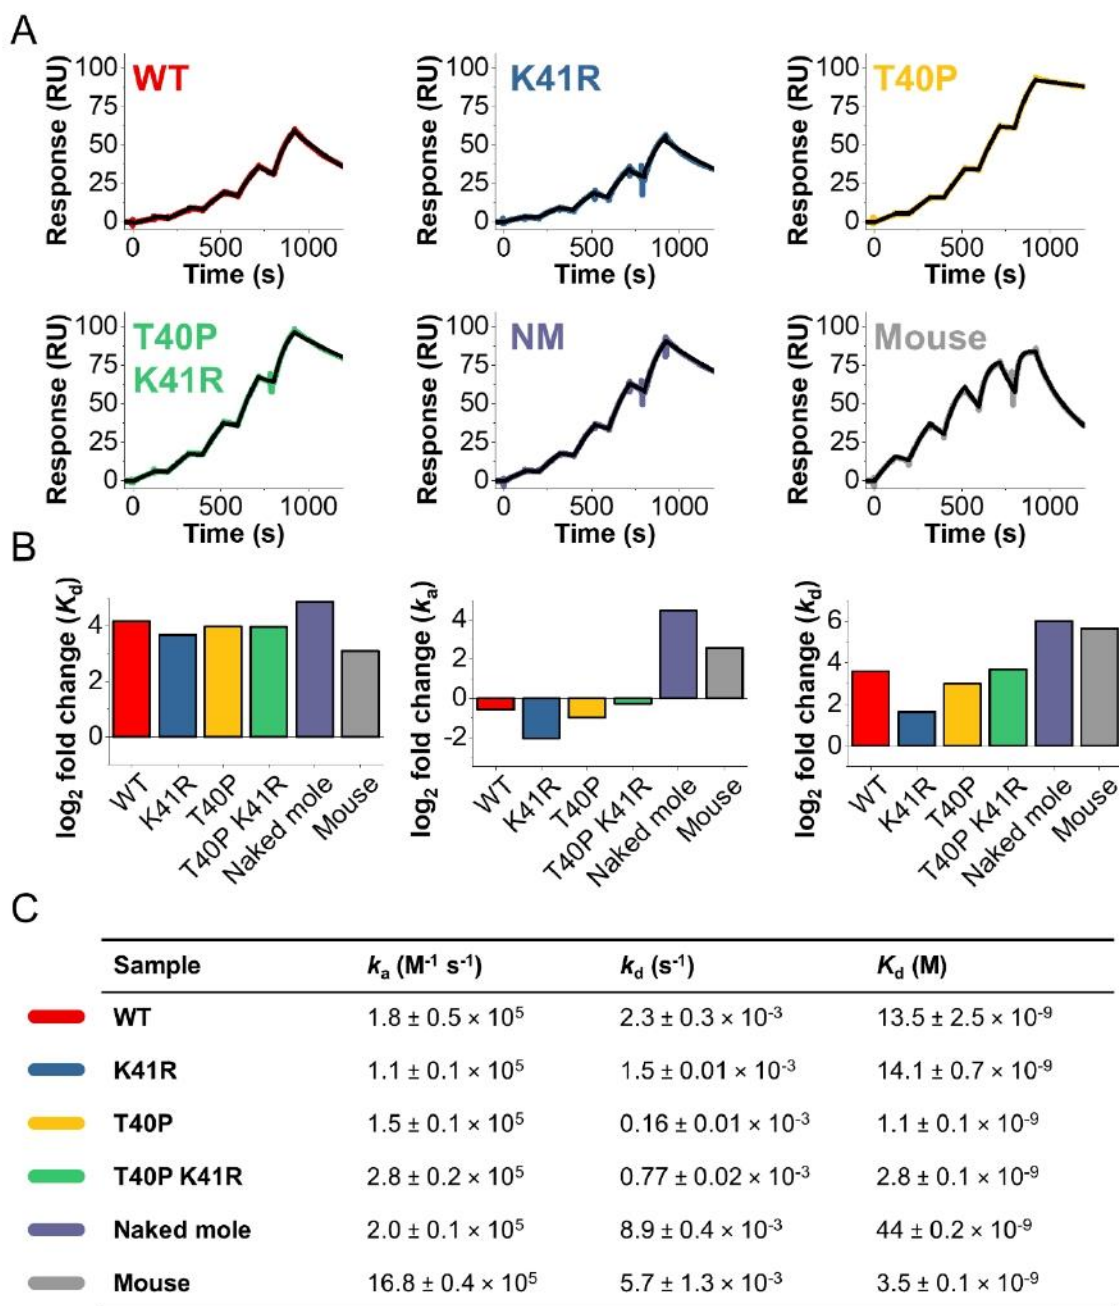 A
WT
K41R
T40P
Response (RU)
100
75
50
25
0
0
500
1000
Time (s)
Response (RU)
100
75
50
25
0
0
500
1000
Time (s)
Response (RU)
100
75
50
25
0
0
500
1000
Time (s)
T40P
K41R
NM
Mouse
Response (RU)
100
75
50
25
0
0
500
1000
Time (s)
Response (RU)
100
75
50
25
0
0
500
1000
Time (s)
Response (RU)
100
75
50
25
0
0
500
1000
Time (s)
B
log₂ fold change (Kd)
4
2
0
WT
K41R
T40P
T40P K41R
Naked mole
Mouse
log₂ fold change (ka)
4
2
0
-2
WT
K41R
T40P
T40P K41R
Naked mole
Mouse
log₂ fold change (kd)
6
4
2
0
WT
K41R
T40P
T40P K41R
Naked mole
Mouse
C
Sample ka (M⁻¹ s⁻¹) kd (s⁻¹) Kd (M)
WT 1.8 ± 0.5 × 10⁵ 2.3 ± 0.3 × 10⁻³ 13.5 ± 2.5 × 10⁻⁹
K41R 1.1 ± 0.1 × 10⁵ 1.5 ± 0.01 × 10⁻³ 14.1 ± 0.7 × 10⁻⁹
T40P 1.5 ± 0.1 × 10⁵ 0.16 ± 0.01 × 10⁻³ 1.1 ± 0.1 × 10⁻⁹
T40P K41R 2.8 ± 0.2 × 10⁵ 0.77 ± 0.02 × 10⁻³ 2.8 ± 0.1 × 10⁻⁹
Naked mole 2.0 ± 0.1 × 10⁵ 8.9 ± 0.4 × 10⁻³ 44 ± 0.2 × 10⁻⁹
Mouse 16.8 ± 0.4 × 10⁵ 5.7 ± 1.3 × 10⁻³ 3.5 ± 0.1 × 10⁻⁹